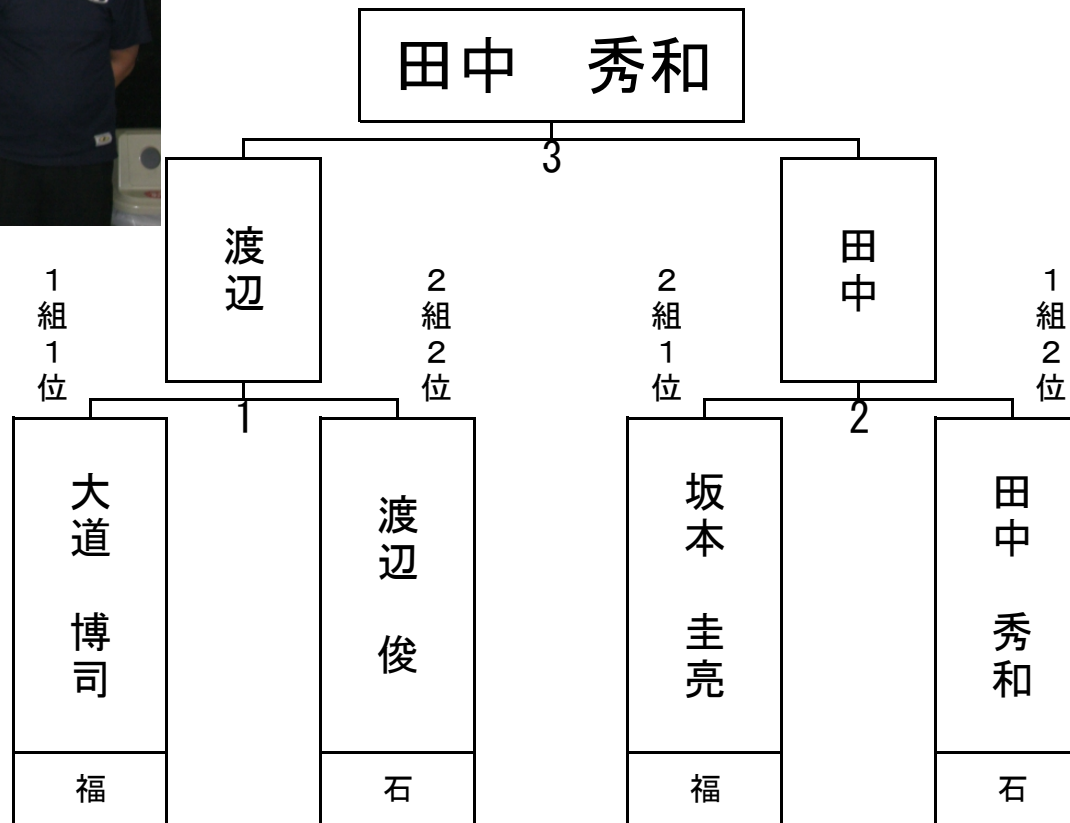 田中　秀和
3
渡辺
田中
１組１位
２組２位
２組１位
１組２位
1
2
大道　博司
渡辺　俊
坂本　圭亮
田中　秀和
福
石
福
石